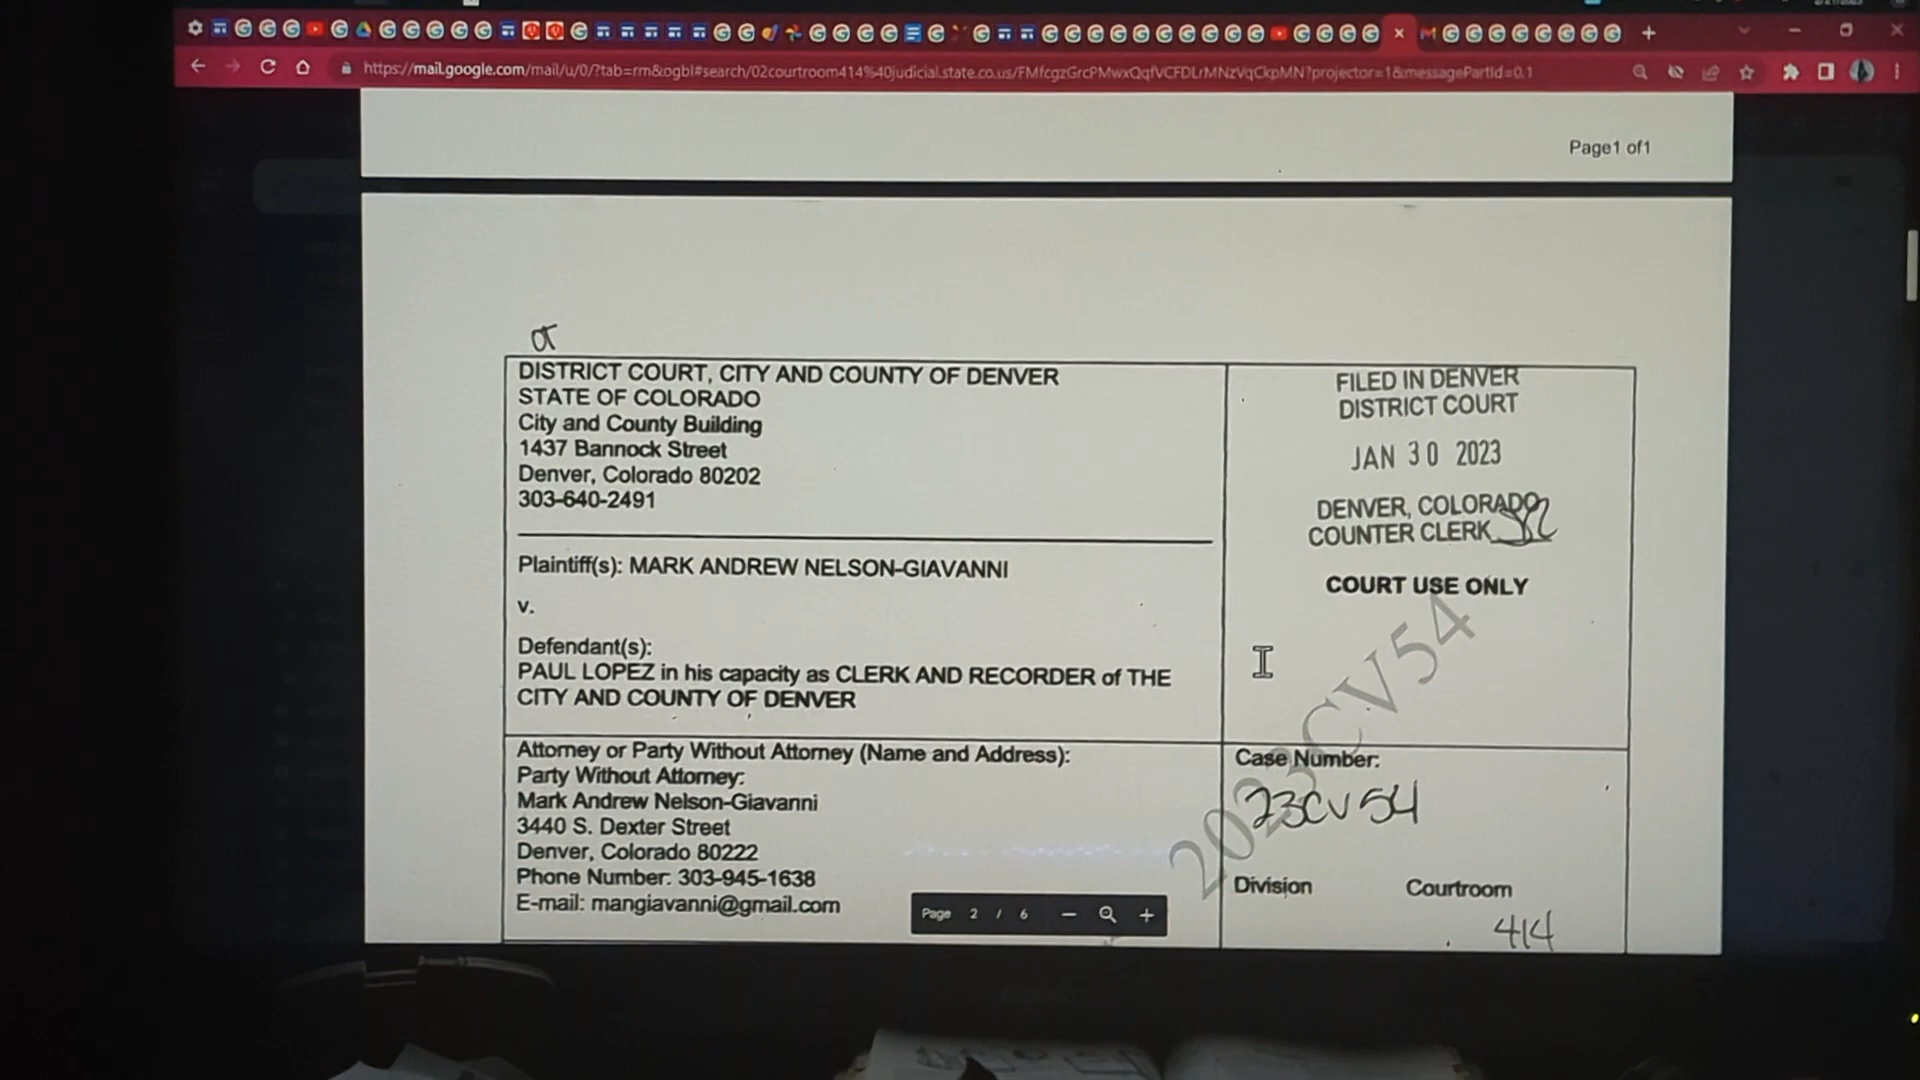 https://mail.google.com/mail/u/0/?tab=rm&ogbl#search/02courtroom414%40judicial.state.co.us/FMfcgzGrcPMwxQqfVCFDLrMNzVqCkpMN?projector=1&messagePartId=0.1
Page1 of1
DISTRICT COURT, CITY AND COUNTY OF DENVER
STATE OF COLORADO
City and County Building
1437 Bannock Street
Denver, Colorado 80202
303-640-2491
FILED IN DENVER
DISTRICT COURT
JAN 30 2023
DENVER, COLORADO
COUNTER CLERK
COURT USE ONLY
Plaintiff(s): MARK ANDREW NELSON-GIAVANNI
v.
Defendant(s):
PAUL LOPEZ in his capacity as CLERK AND RECORDER of THE
CITY AND COUNTY OF DENVER
2023CV54
Attorney or Party Without Attorney (Name and Address):
Party Without Attorney:
Mark Andrew Nelson-Giavanni
3440 S. Dexter Street
Denver, Colorado 80222
Phone Number: 303-945-1638
E-mail: mangiavanni@gmail.com
Case Number:
23CV54
Division Courtroom
414
Page 2 / 6